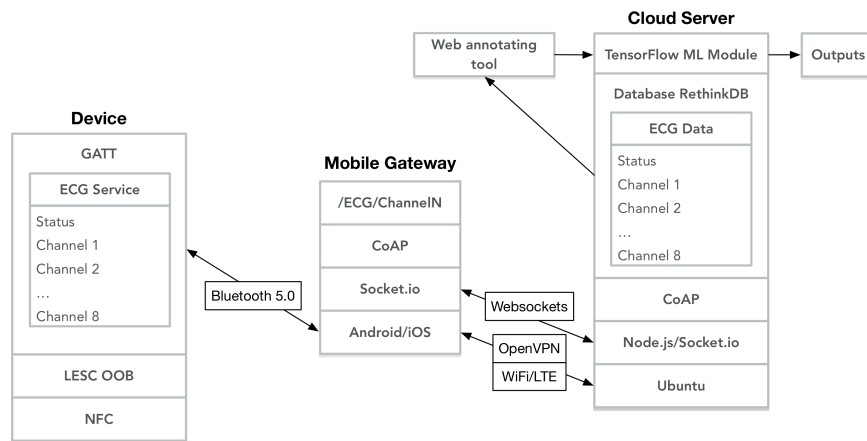 Device
GATT
ECG Service
Status
Channel 1
Channel 2
...
Channel 8
LESC OOB
NFC
Bluetooth 5.0
Mobile Gateway
/ECG/ChannelN
CoAP
Socket.io
Android/iOS
Websockets
OpenVPN
WiFi/LTE
Web annotating
tool
Cloud Server
TensorFlow ML Module
Database RethinkDB
ECG Data
Status
Channel 1
Channel 2
...
Channel 8
CoAP
Node.js/Socket.io
Ubuntu
Outputs